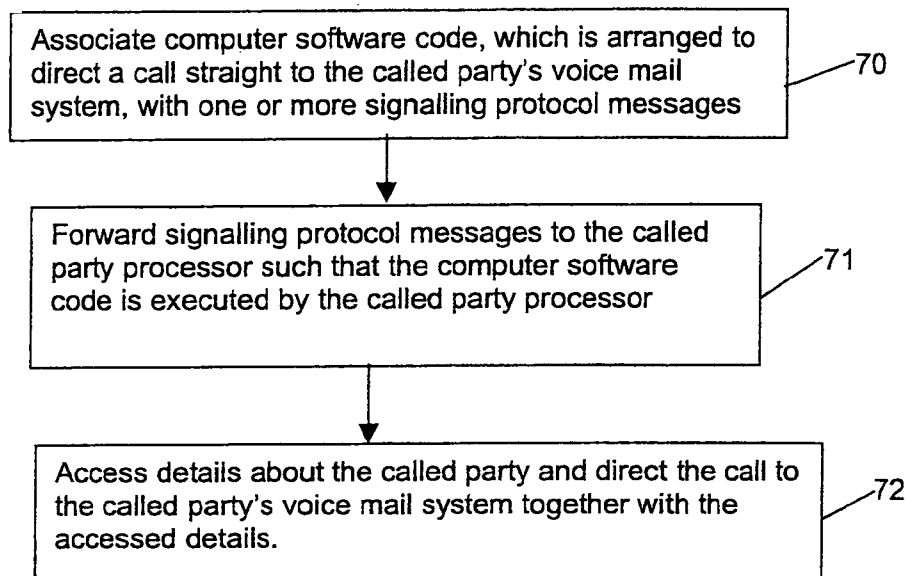 Associate computer software code, which is arranged to
direct a call straight to the called party's voice mail
system, with one or more signalling protocol messages
70
Forward signalling protocol messages to the called
party processor such that the computer software
code is executed by the called party processor
71
Access details about the called party and direct the call to
the called party's voice mail system together with the
accessed details.
72